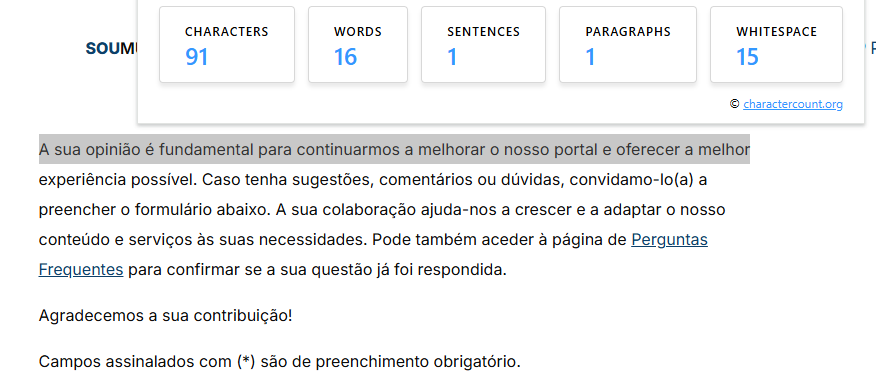 CHARACTERS WORDS SENTENCES PARAGRAPHS WHITESPACE
91 16 1 1 15
© charactercount.org
A sua opinião é fundamental para continuarmos a melhorar o nosso portal e oferecer a melhor
experiência possível. Caso tenha sugestões, comentários ou dúvidas, convidamo-lo(a) a
preencher o formulário abaixo. A sua colaboração ajuda-nos a crescer e a adaptar o nosso
conteúdo e serviços às suas necessidades. Pode também aceder à página de Perguntas
Frequentes para confirmar se a sua questão já foi respondida.
Agradecemos a sua contribuição!
Campos assinalados com (*) são de preenchimento obrigatório.